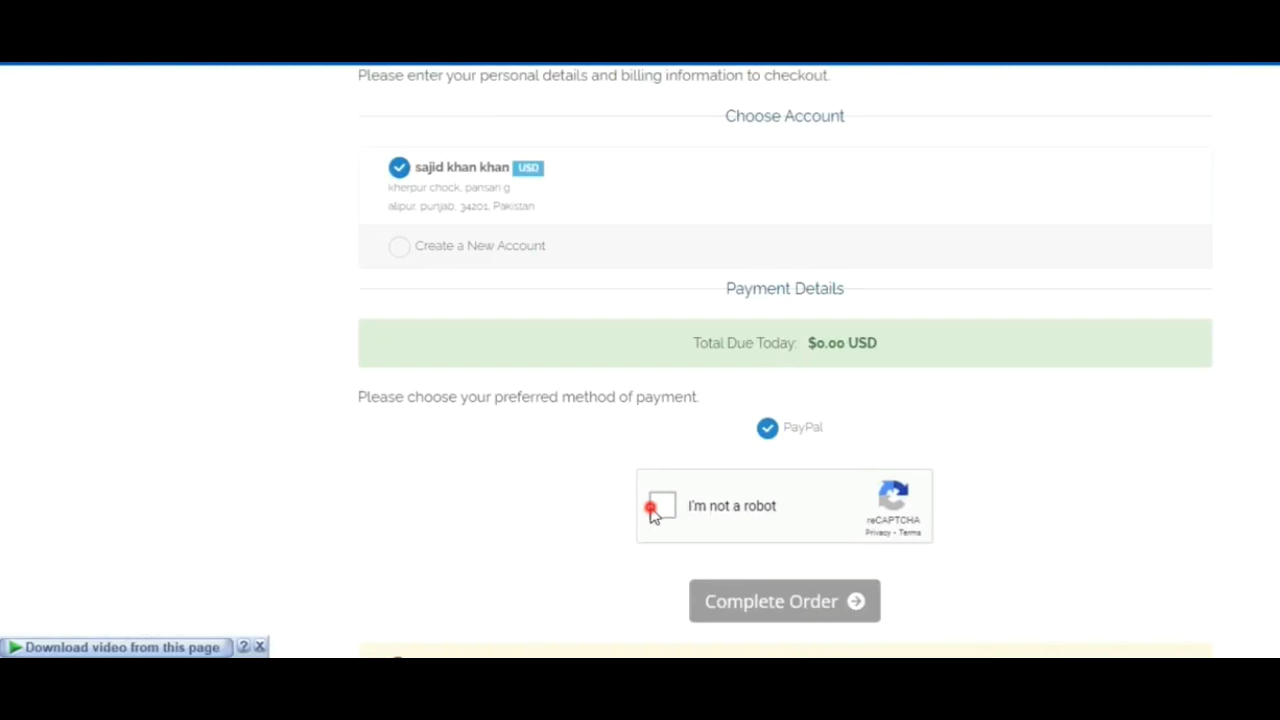 Please enter your personal details and billing information to checkout.
Choose Account
sajid khan khan USD
kherpur chock, pansari g
alipur, punjab, 34201, Pakistan
Create a New Account
Payment Details
Total Due Today: $0.00 USD
Please choose your preferred method of payment.
PayPal
I'm not a robot
reCAPTCHA
Privacy - Terms
Complete Order
Download video from this page ? X